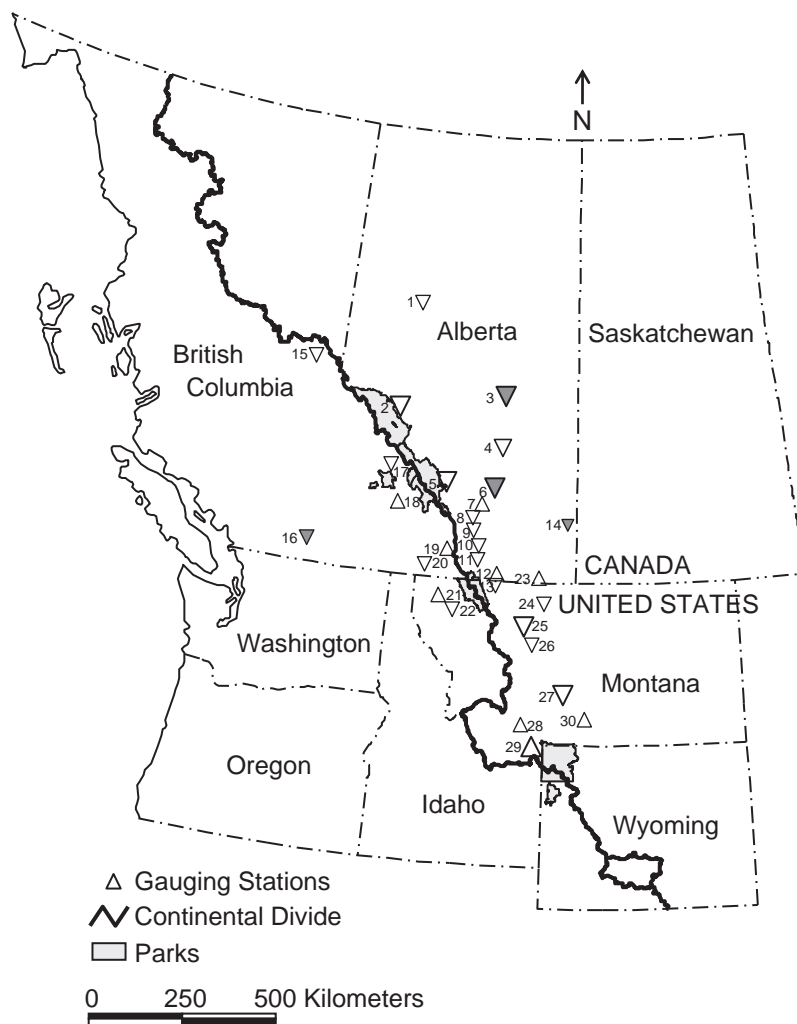 N
1
Alberta
Saskatchewan
British
Columbia
15
2
3
4
17
5
6
18
7
8
9
14
16
10
19
11
20
CANADA
12
23
13
21
24
UNITED STATES
22
25
Washington
26
Montana
27
28
30
29
Oregon
Idaho
Wyoming
Gauging Stations
Continental Divide
Parks
0 250 500 Kilometers